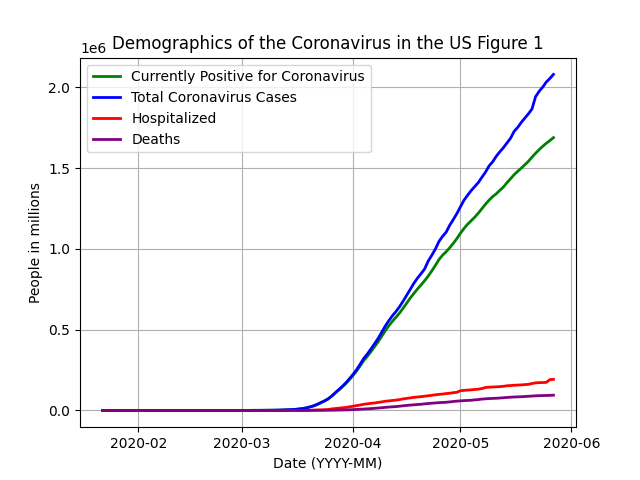 Demographics of the Coronavirus in the US Figure 1
1e6
Currently Positive for Coronavirus
Total Coronavirus Cases
Hospitalized
Deaths
2.0
1.5
1.0
0.5
0.0
People in millions
2020-02 2020-03 2020-04 2020-05 2020-06
Date (YYYY-MM)